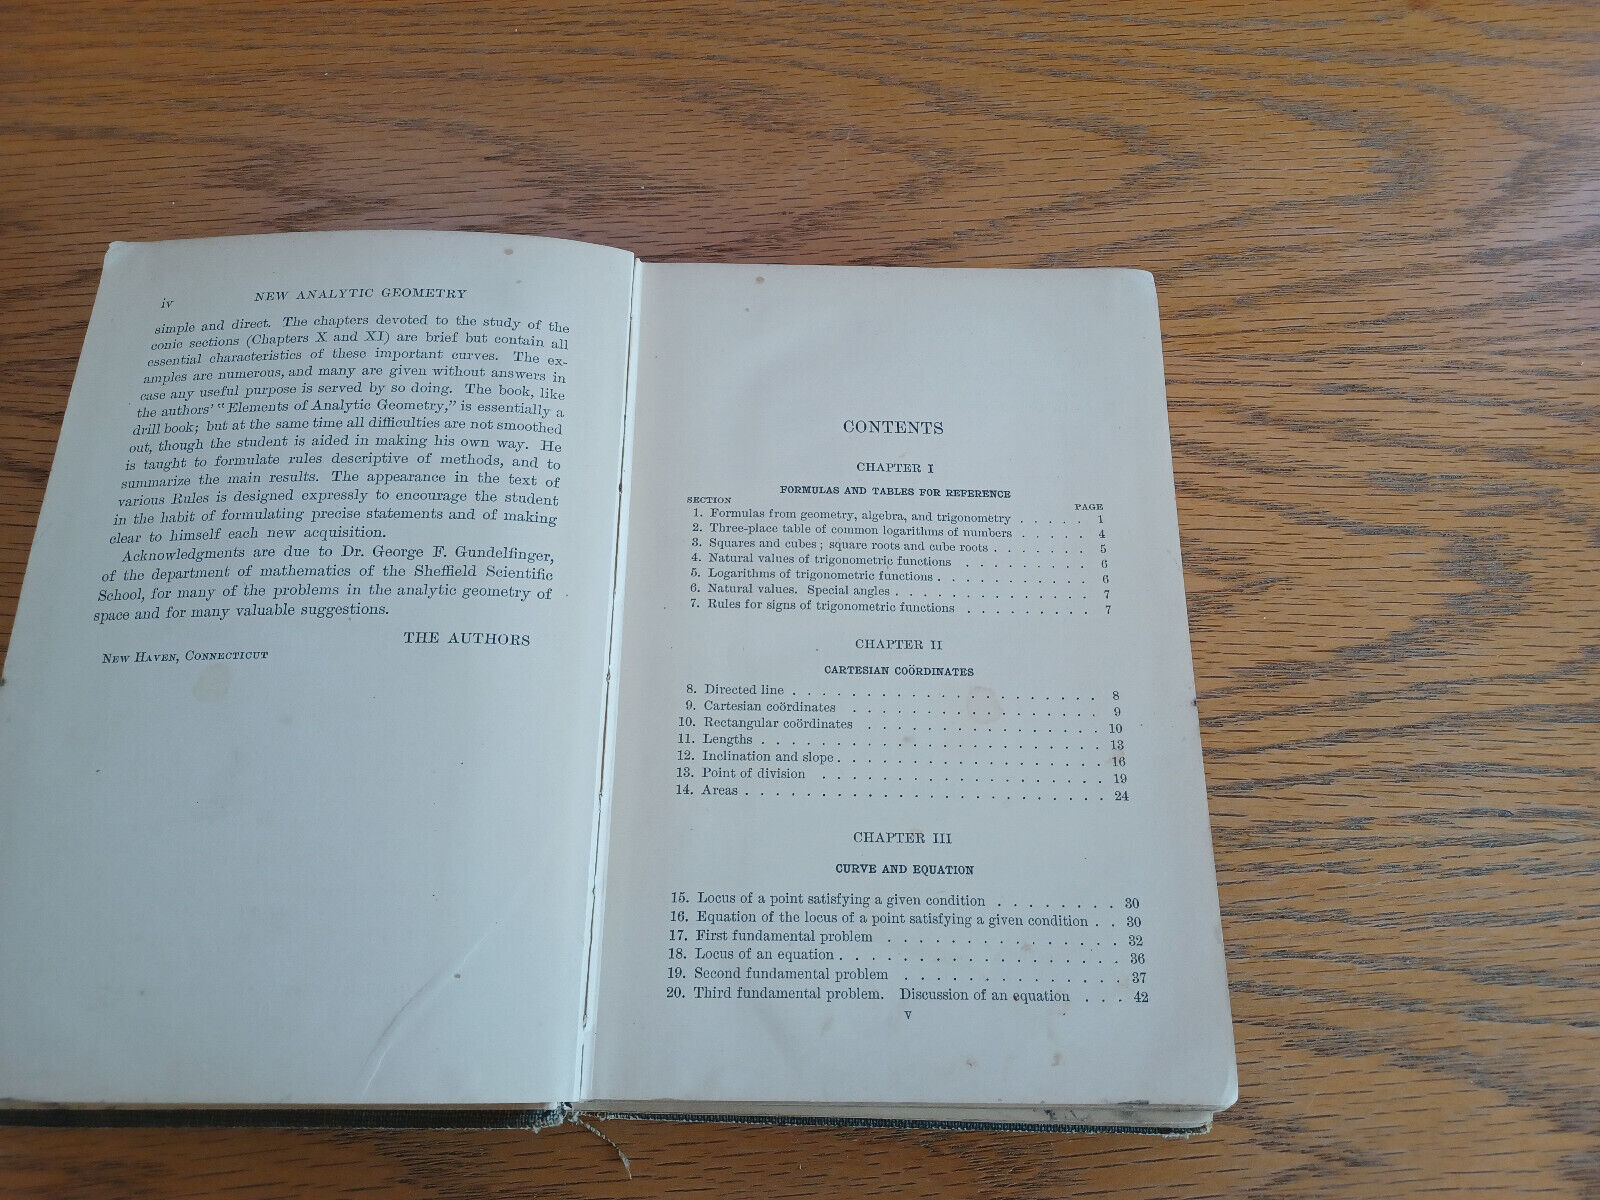 iv
NEW ANALYTIC GEOMETRY
simple and direct. The chapters devoted to the study of the
conic sections (Chapters X and XI) are brief but contain all
essential characteristics of these important curves. The ex-
amples are numerous, and many are given without answers in
case any useful purpose is served by so doing. The book, like
the authors' "Elements of Analytic Geometry," is essentially a
drill book; but at the same time all difficulties are not smoothed
out, though the student is aided in making his own way. He
is taught to formulate rules descriptive of methods, and to
summarize the main results. The appearance in the text of
various Rules is designed expressly to encourage the student
in the habit of formulating precise statements and of making
clear to himself each new acquisition.
Acknowledgments are due to Dr. George F. Gundelfinger,
of the department of mathematics of the Sheffield Scientific
School, for many of the problems in the analytic geometry of
space and for many valuable suggestions.
THE AUTHORS
NEW HAVEN, CONNECTICUT
CONTENTS
CHAPTER I
FORMULAS AND TABLES FOR REFERENCE
SECTION PAGE
1. Formulas from geometry, algebra, and trigonometry . . . . . 1
2. Three-place table of common logarithms of numbers . . . . . 4
3. Squares and cubes; square roots and cube roots . . . . . . . 5
4. Natural values of trigonometric functions . . . . . . . . . 6
5. Logarithms of trigonometric functions . . . . . . . . . . . 6
6. Natural values. Special angles . . . . . . . . . . . . . . 7
7. Rules for signs of trigonometric functions . . . . . . . . . 7
CHAPTER II
CARTESIAN COÖRDINATES
8. Directed line . . . . . . . . . . . . . . . . . . . . . 8
9. Cartesian coördinates . . . . . . . . . . . . . . . . . 9
10. Rectangular coördinates . . . . . . . . . . . . . . . . 10
11. Lengths . . . . . . . . . . . . . . . . . . . . . . . 13
12. Inclination and slope . . . . . . . . . . . . . . . . . . 16
13. Point of division . . . . . . . . . . . . . . . . . . . 19
14. Areas . . . . . . . . . . . . . . . . . . . . . . . . 24
CHAPTER III
CURVE AND EQUATION
15. Locus of a point satisfying a given condition . . . . . . . . 30
16. Equation of the locus of a point satisfying a given condition . . 30
17. First fundamental problem . . . . . . . . . . . . . . . 32
18. Locus of an equation . . . . . . . . . . . . . . . . . . 36
19. Second fundamental problem . . . . . . . . . . . . . . 37
20. Third fundamental problem. Discussion of an equation . . . 42
v